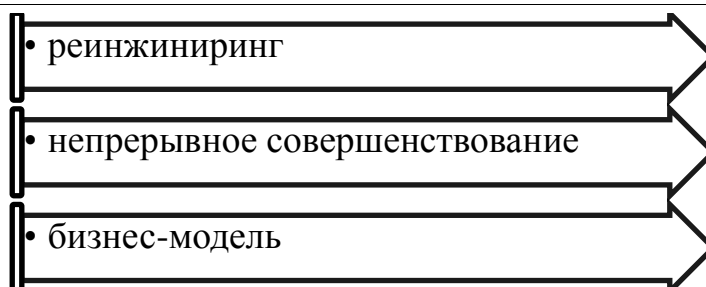 • реинжиниринг
• непрерывное совершенствование
• бизнес-модель